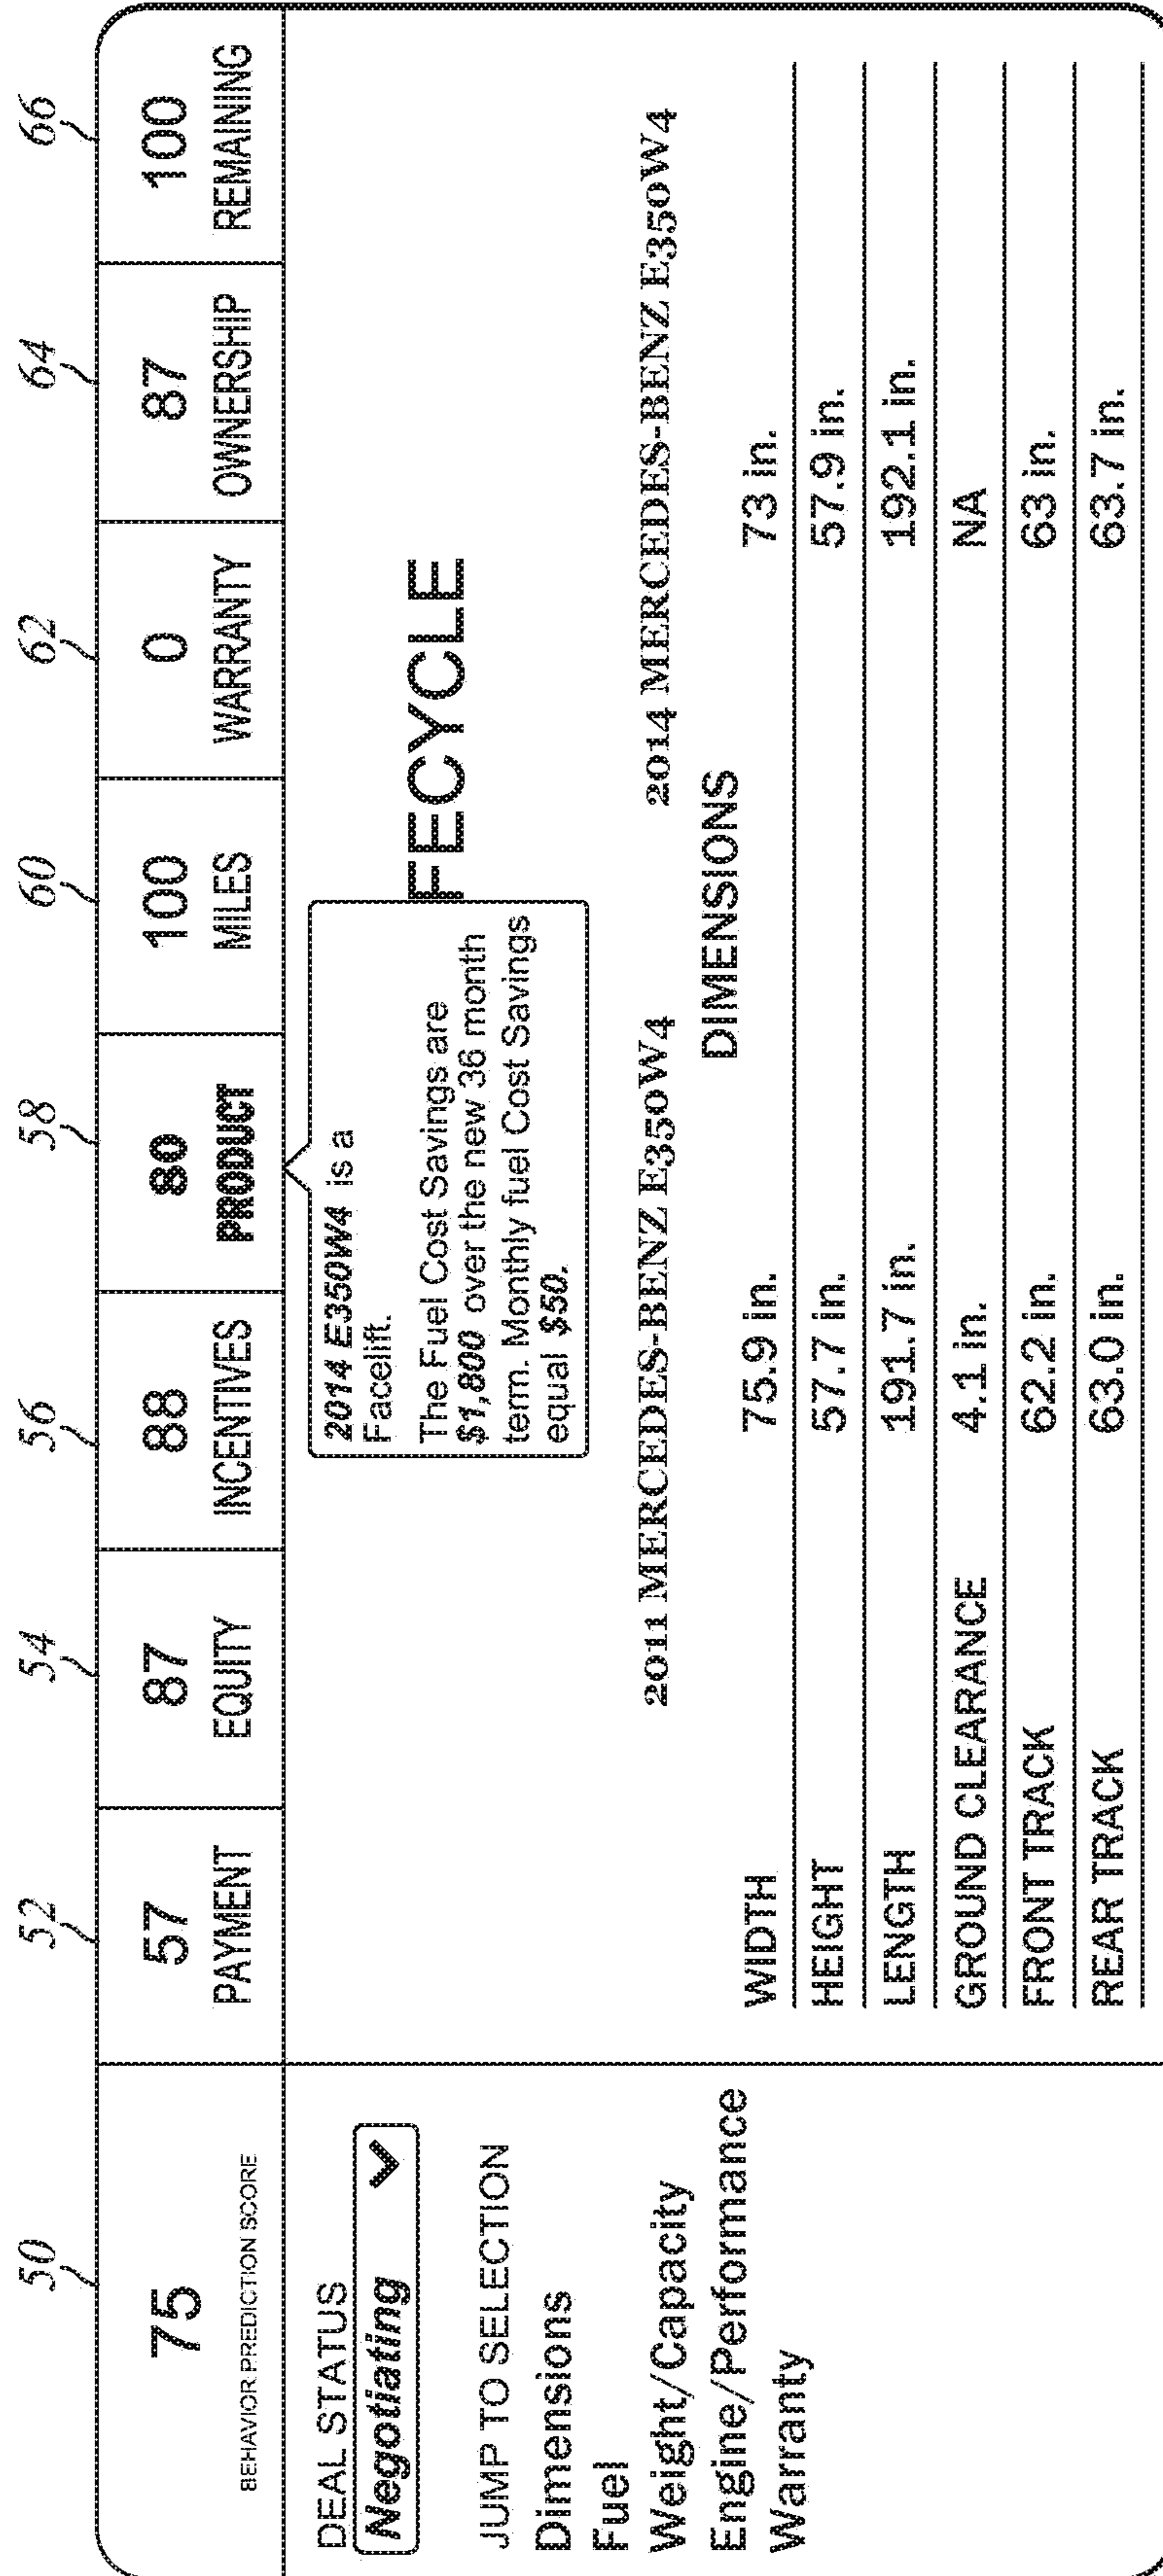 50 52 54 56 58 60 62 64 66
75 57 87 88 80 100 0 87 100
BEHAVIOR PREDICTION SCORE PAYMENT EQUITY INCENTIVES PRODUCT MILES WARRANTY OWNERSHIP REMAINING
DEAL STATUS
Negotiating
JUMP TO SELECTION
Dimensions
Fuel
Weight/Capacity
Engine/Performance
Warranty
2014 E350W4 is a
Facelift.
The Fuel Cost Savings are
$1,800 over the new 36 month
term. Monthly fuel Cost Savings
equal $50.
FECYCLE
2011 MERCEDES-BENZ E350W4 2014 MERCEDES-BENZ E350W4
DIMENSIONS
WIDTH 75.9 in. 73 in.
HEIGHT 57.7 in. 57.9 in.
LENGTH 191.7 in. 192.1 in.
GROUND CLEARANCE 4.1 in. NA
FRONT TRACK 62.2 in. 63 in.
REAR TRACK 63.0 in. 63.7 in.